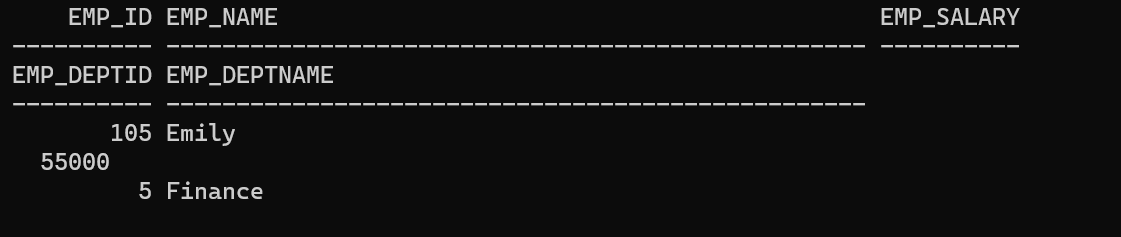 EMP_ID EMP_NAME                                           EMP_SALARY
---------- -------------------------------------------------- ----------
EMP_DEPTID EMP_DEPTNAME
---------- --------------------------------------------------
       105 Emily
  55000
         5 Finance